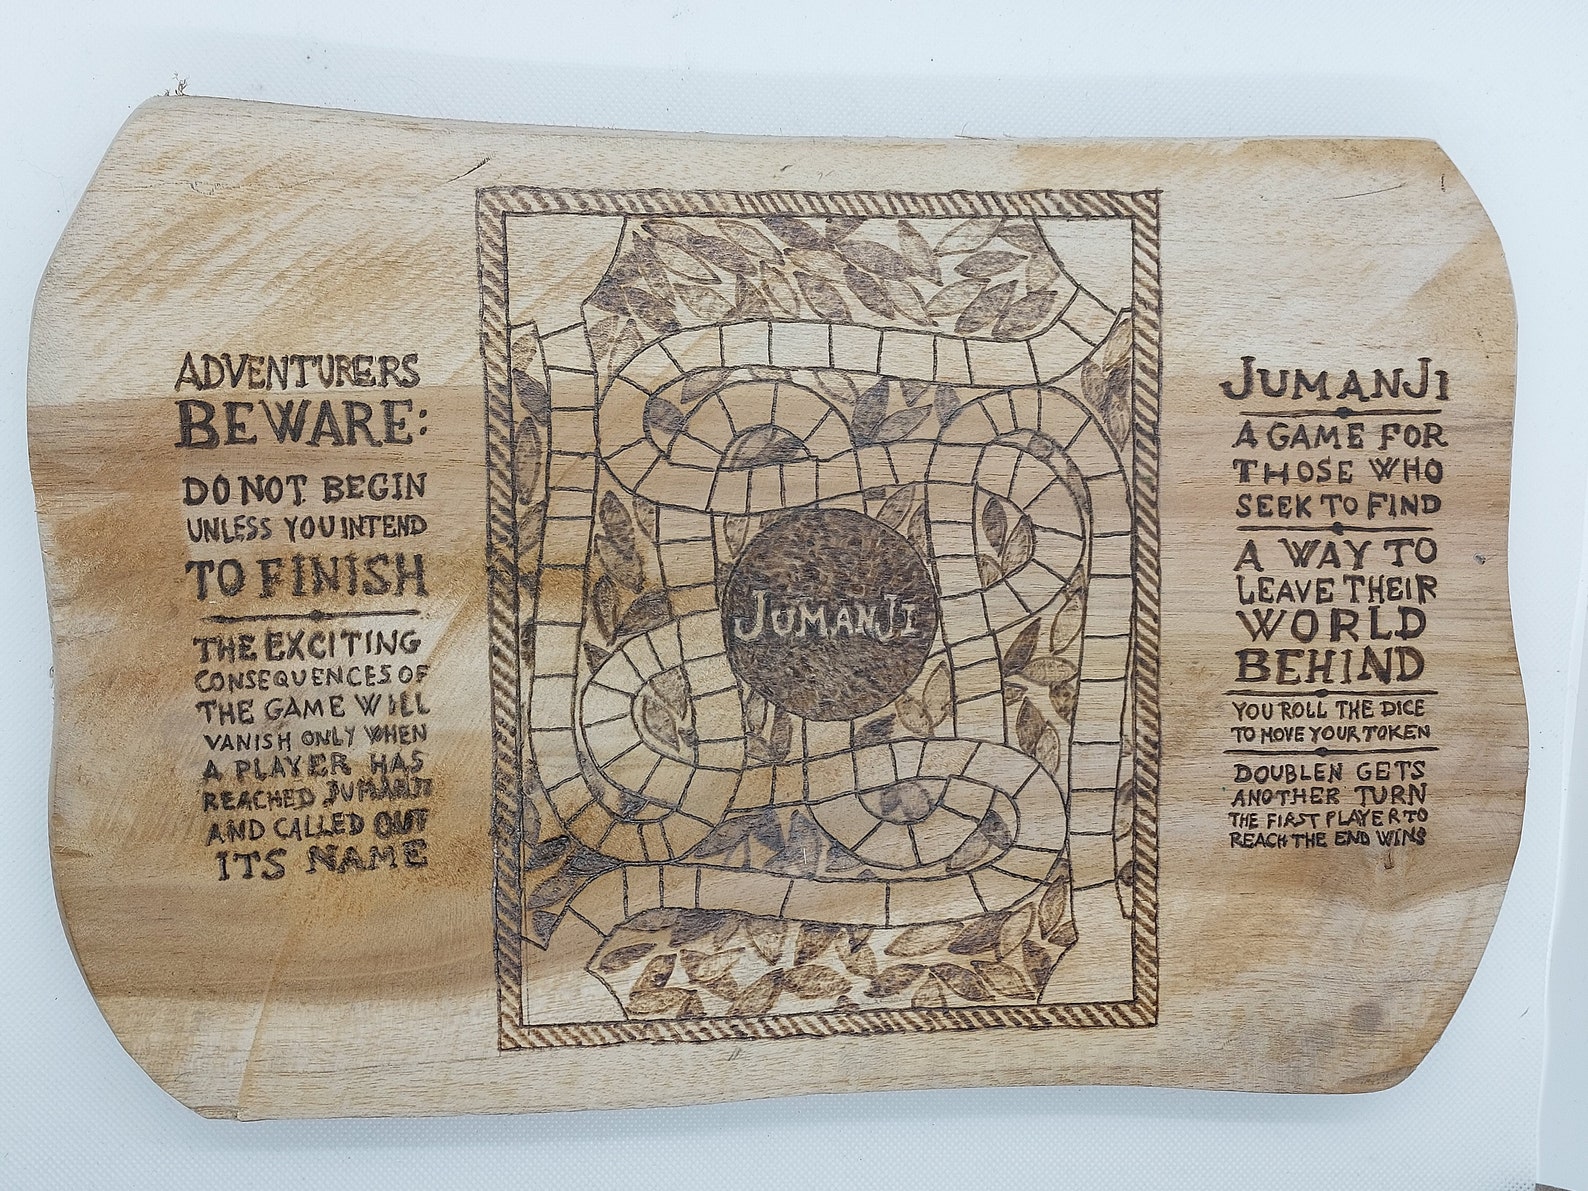 ADVENTURERS
BEWARE:
DO NOT BEGIN
UNLESS YOU INTEND
TO FINISH
THE EXCITING
CONSEQUENCES OF
THE GAME WILL
VANISH ONLY WHEN
A PLAYER HAS
REACHED JUMANJI
AND CALLED OUT
ITS NAME
JUMANJI
JUMANJI
A GAME FOR
THOSE WHO
SEEK TO FIND
A WAY TO
LEAVE THEIR
WORLD
BEHIND
YOU ROLL THE DICE
TO MOVE YOUR TOKEN
DOUBLEN GETS
ANOTHER TURN
THE FIRST PLAYER TO
REACH THE END WINS